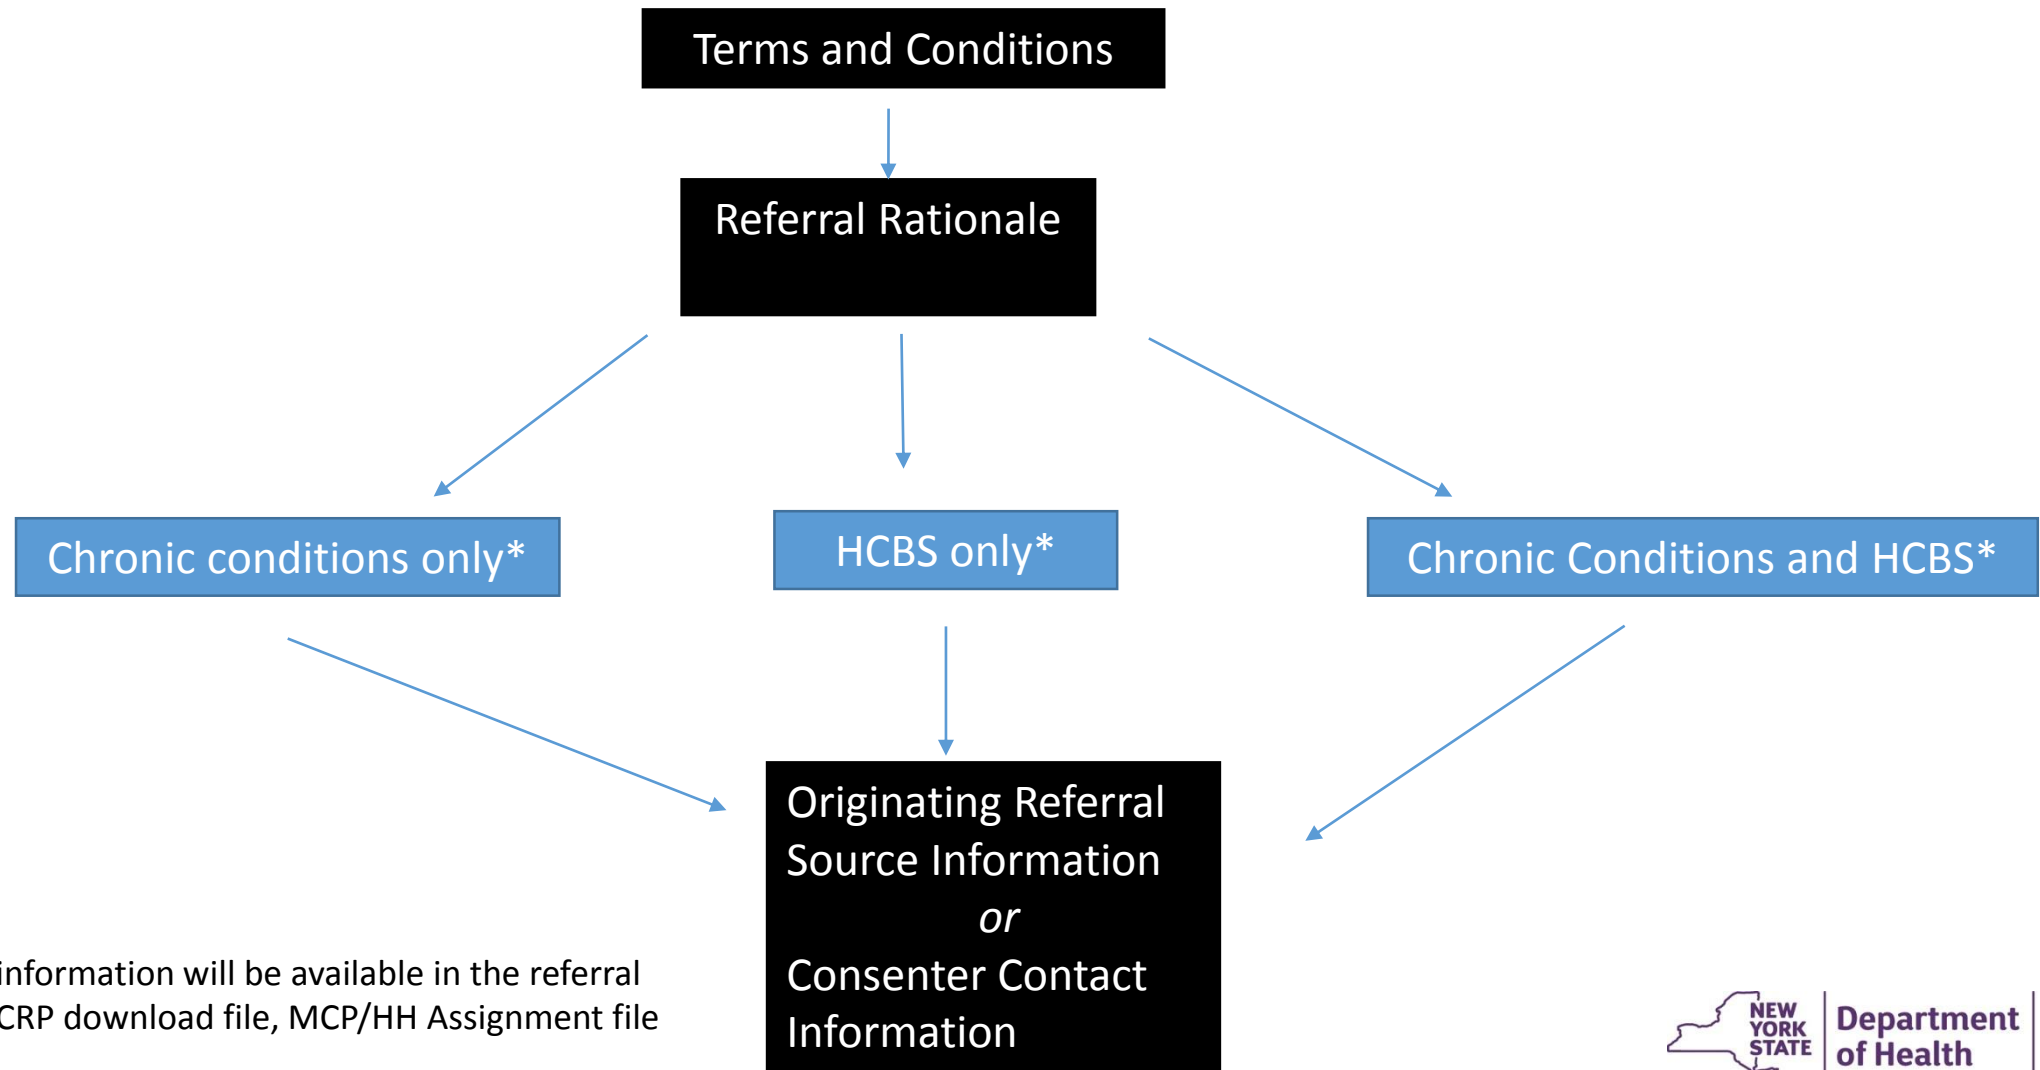 Terms and Conditions
Referral Rationale
Chronic conditions only*
HCBS only*
Chronic Conditions and HCBS*
Originating Referral
Source Information
or
Consenter Contact
Information
information will be available in the referral
CRP download file, MCP/HH Assignment file
NEW
YORK
STATE
Department
of Health